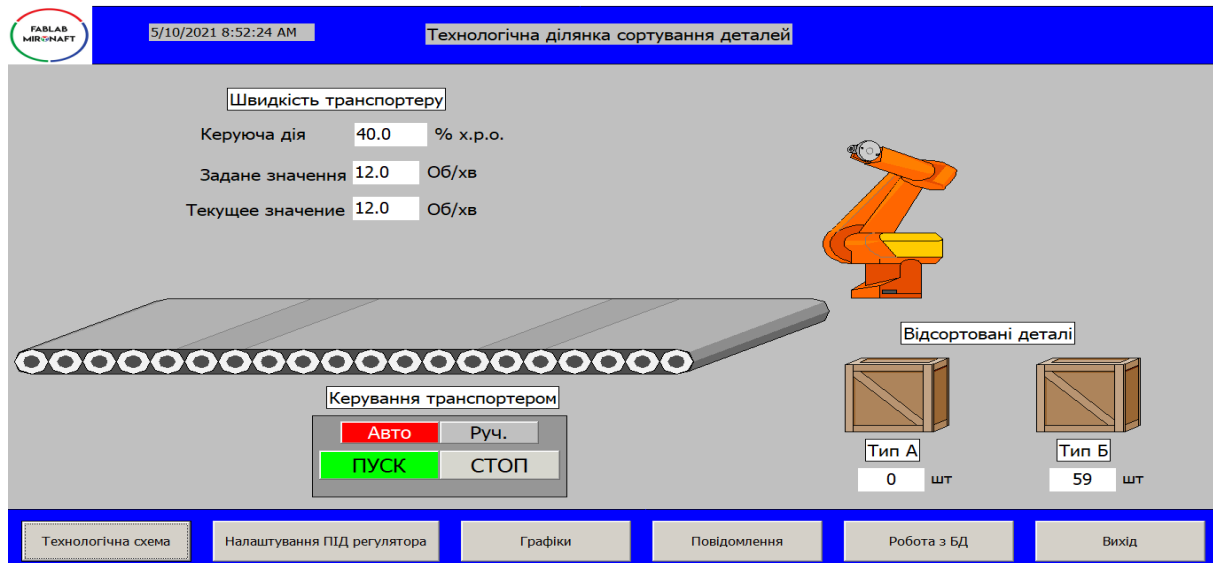 FABLAB
MIRONAFT
5/10/2021 8:52:24 AM
Технологічна ділянка сортування деталей
Швидкість транспортеру
Керуюча дія 40.0 % х.р.о.
Задане значення 12.0 Об/хв
Текущее значение 12.0 Об/хв
Відсортовані деталі
Керування транспортером
Авто Руч.
ПУСК СТОП
Тип А Тип Б
0 шт 59 шт
Технологічна схема Налаштування ПІД регулятора Графіки Повідомлення Робота з БД Вихід